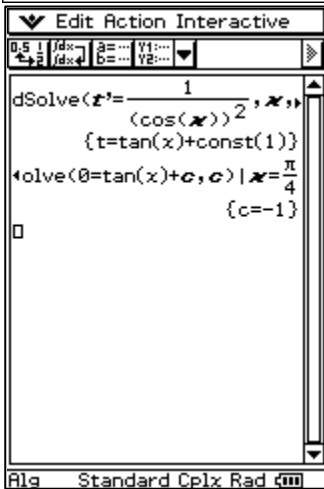 Edit Action Interactive
dSolve(t'=1/(cos(x))^2,x,
{t=tan(x)+const(1)}
olve(0=tan(x)+c,c)|x=π/4
{c=-1}
Alg Standard Cplx Rad